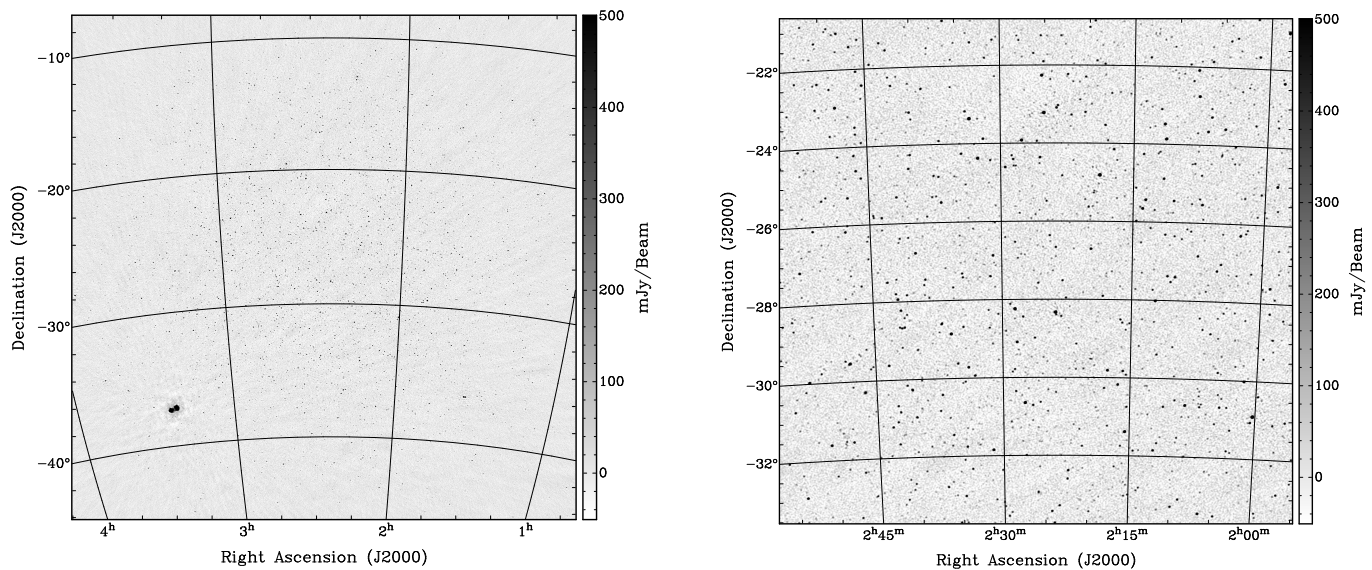 −10°
−20°
−30°
−40°
Declination (J2000)
4ʰ
3ʰ
2ʰ
1ʰ
Right Ascension (J2000)
500
400
300
200
100
0
mJy/Beam
−22°
−24°
−26°
−28°
−30°
−32°
Declination (J2000)
2ʰ45ᵐ
2ʰ30ᵐ
2ʰ15ᵐ
2ʰ00ᵐ
Right Ascension (J2000)
500
400
300
200
100
0
mJy/Beam